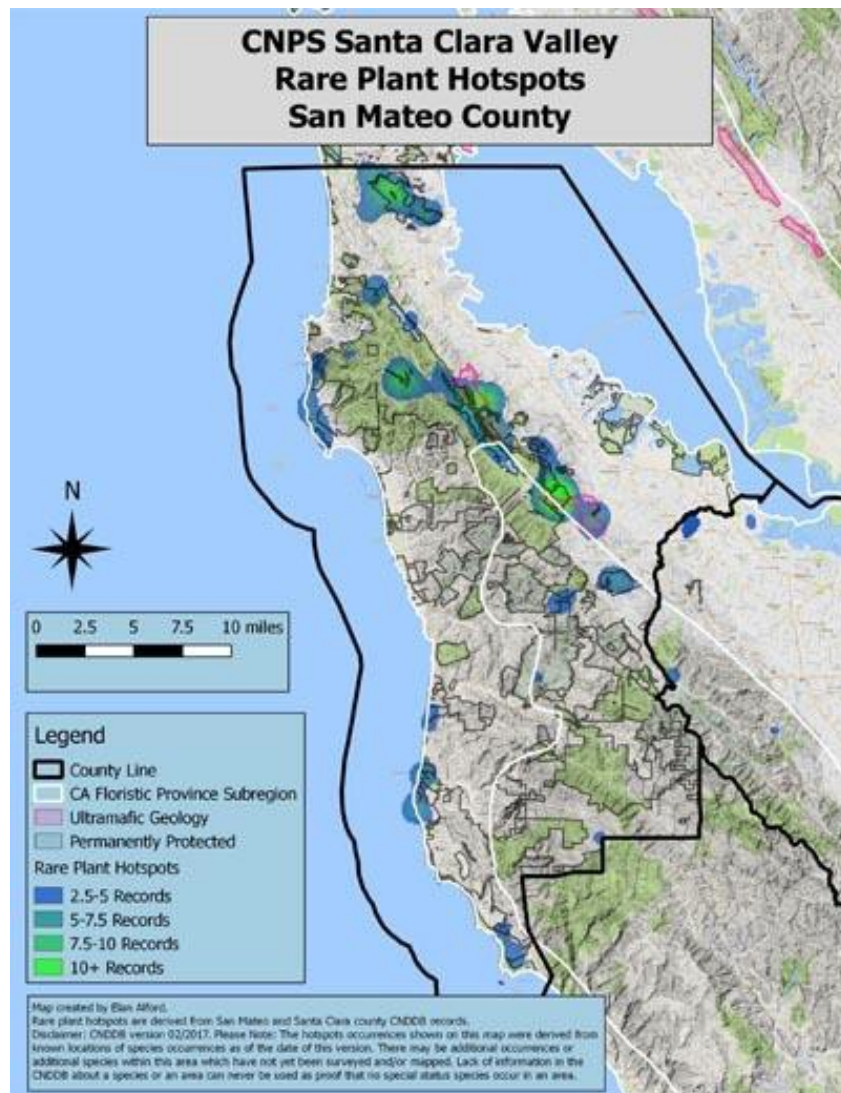 CNPS Santa Clara Valley
Rare Plant Hotspots
San Mateo County
N
0 2.5 5 7.5 10 miles
Legend
County Line
CA Floristic Province Subregion
Ultramafic Geology
Permanently Protected
Rare Plant Hotspots
2.5-5 Records
5-7.5 Records
7.5-10 Records
10+ Records
Map created by Elan Alford.
Rare plant hotspots are derived from San Mateo and Santa Clara county CNDDB records.
Disclaimer: CNDDB version 02/2017. Please Note: The hotspots occurrences shown on this map were derived from
known locations of species occurrences as of the date of this version. There may be additional occurrences or
additional species within this area which have not yet been surveyed and/or mapped. Lack of information in the
CNDDB about a species or an area can never be used as proof that no special status species occur in an area.